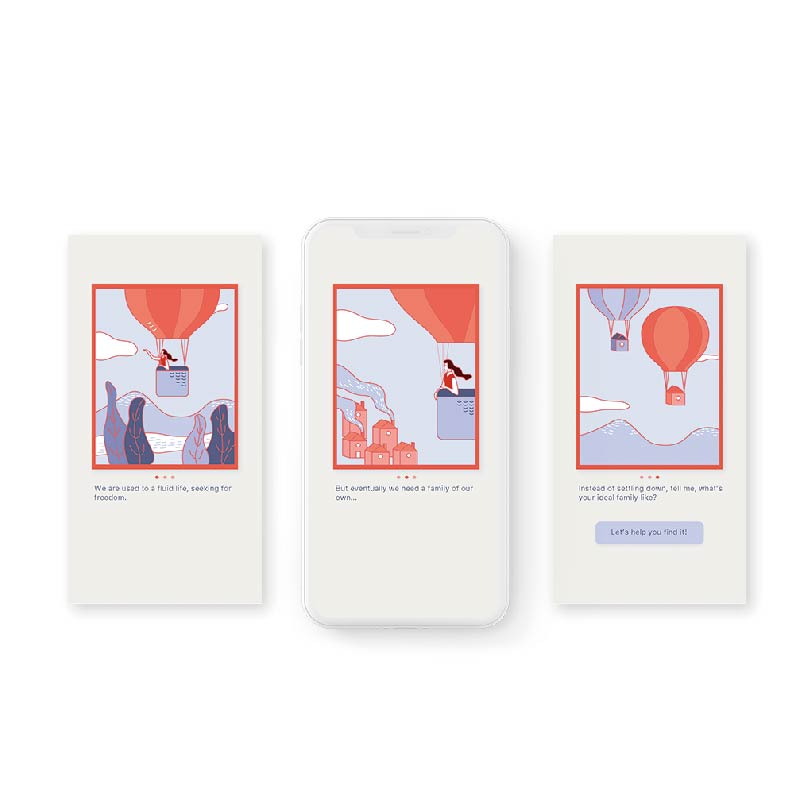 We are used to a fluid life, seeking for
freedom.
But eventually we need a family of our
own...
Instead of settling down, tell me, what's
your ideal family like?
Let's help you find it!